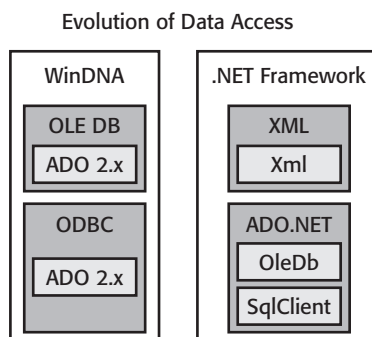 Evolution of Data Access
WinDNA
OLE DB
ADO 2.x
ODBC
ADO 2.x
.NET Framework
XML
Xml
ADO.NET
OleDb
SqlClient